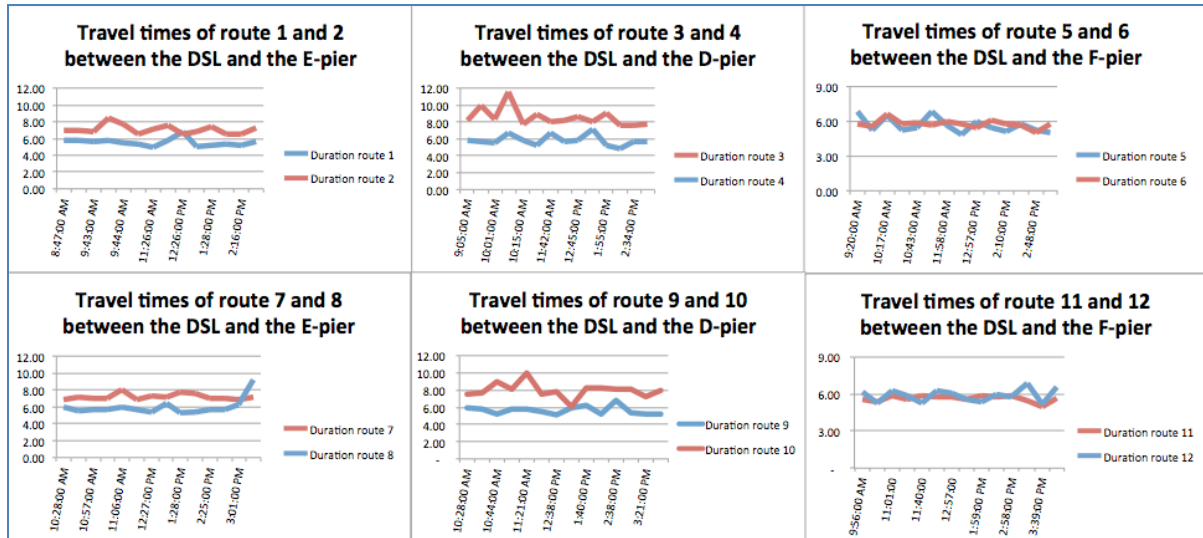 Travel times of route 1 and 2
between the DSL and the E-pier
12.00
10.00
8.00
6.00
4.00
2.00
0.00
8:47:00 AM
9:43:00 AM
9:44:00 AM
11:26:00 AM
12:26:00 PM
1:28:00 PM
2:16:00 PM
Duration route 1
Duration route 2
Travel times of route 3 and 4
between the DSL and the D-pier
12.00
10.00
8.00
6.00
4.00
2.00
0.00
9:05:00 AM
10:01:00 AM
10:15:00 AM
11:42:00 AM
12:45:00 PM
1:55:00 PM
2:34:00 PM
Duration route 3
Duration route 4
Travel times of route 5 and 6
between the DSL and the F-pier
9.00
6.00
3.00
0.00
9:20:00 AM
10:17:00 AM
10:43:00 AM
11:58:00 AM
12:57:00 PM
2:10:00 PM
2:48:00 PM
Duration route 5
Duration route 6
Travel times of route 7 and 8
between the DSL and the E-pier
12.00
10.00
8.00
6.00
4.00
2.00
0.00
10:28:00 AM
10:57:00 AM
11:06:00 AM
12:27:00 PM
1:28:00 PM
2:25:00 PM
3:01:00 PM
Duration route 7
Duration route 8
Travel times of route 9 and 10
between the DSL and the D-pier
12.00
10.00
8.00
6.00
4.00
2.00
-
10:28:00 AM
10:44:00 AM
11:21:00 AM
12:38:00 PM
1:40:00 PM
2:38:00 PM
3:21:00 PM
Duration route 9
Duration route 10
Travel times of route 11 and 12
between the DSL and the F-pier
9.00
6.00
3.00
-
9:56:00 AM
11:01:00
11:40:00
12:57:00
1:59:00 PM
2:58:00 PM
3:39:00 PM
Duration route 11
Duration route 12